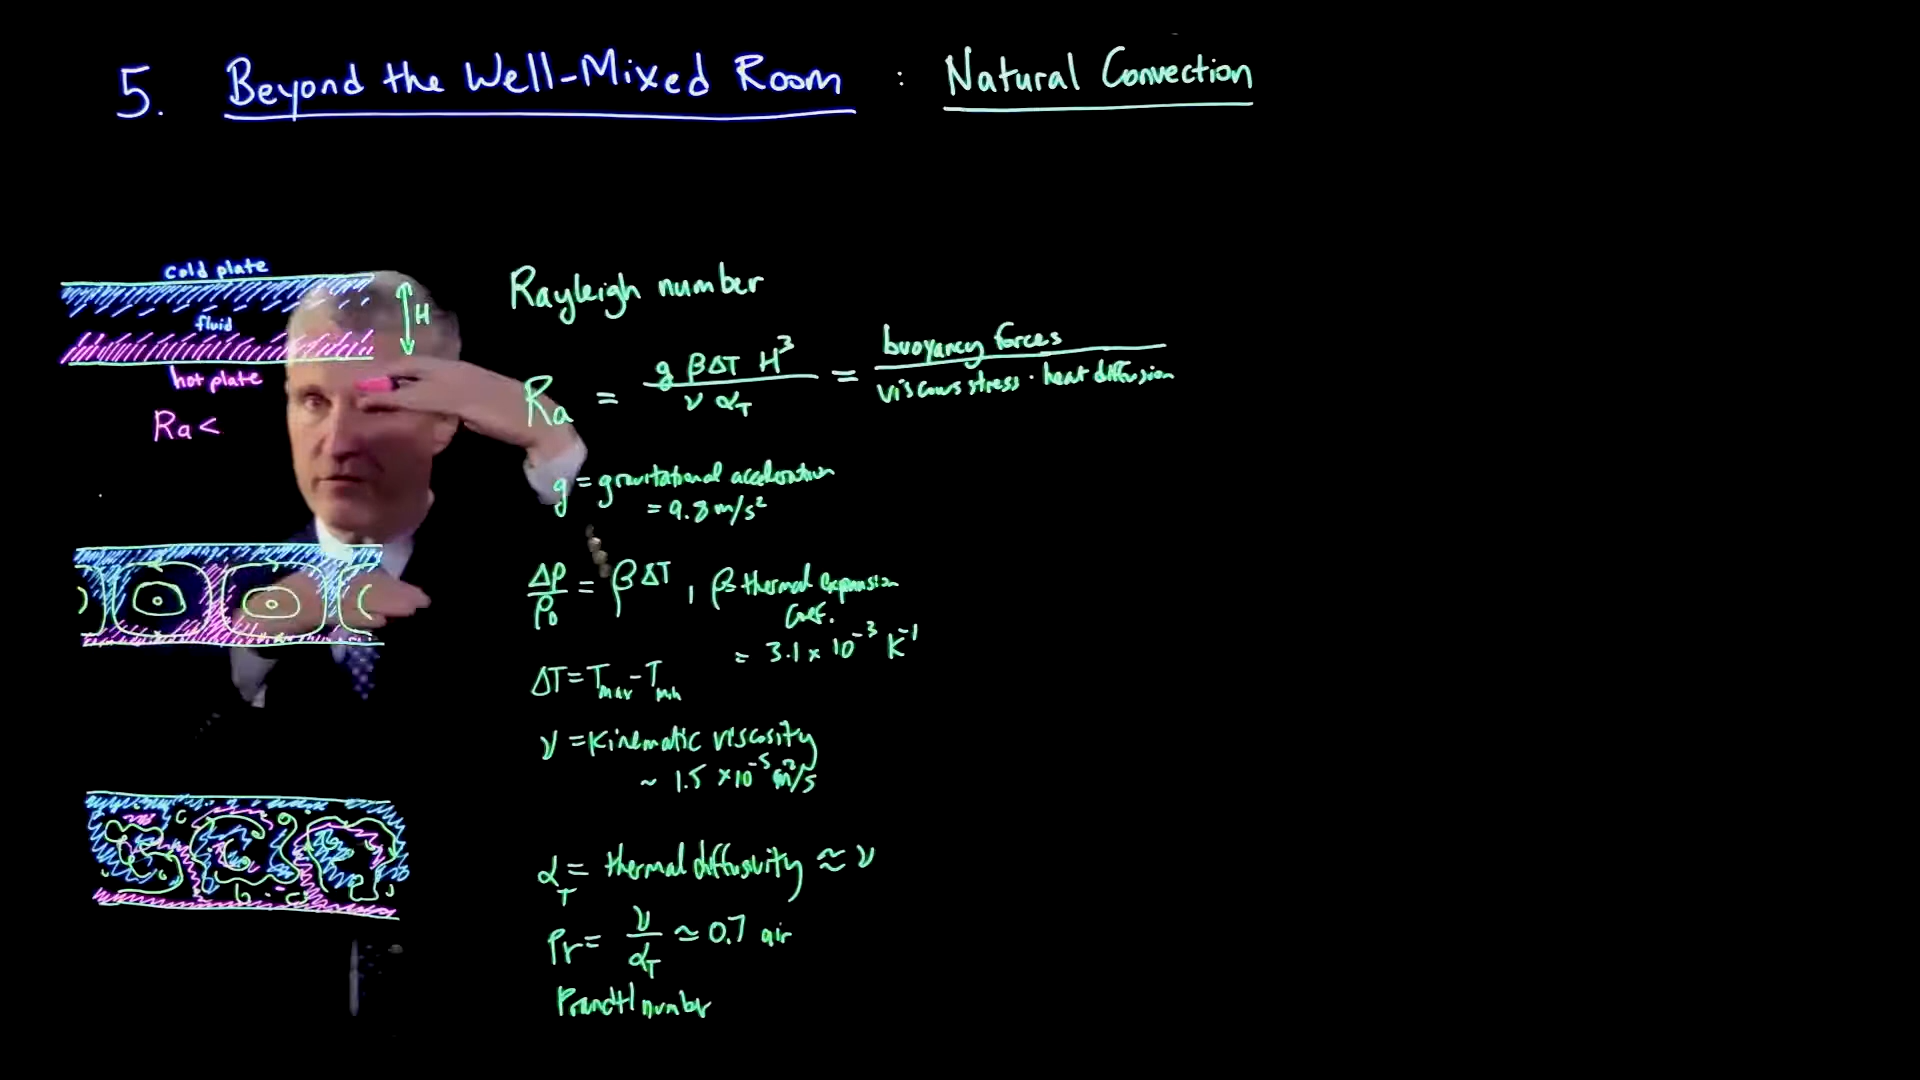 5. Beyond the Well-Mixed Room : Natural Convection
cold plate
fluid
H
hot plate
Ra <
Rayleigh number
Ra = g β ΔT H³ / ν α_T = buoyancy forces / viscous stress · heat diffusion
g = gravitational acceleration
= 9.8 m/s²
Δρ/ρ₀ = β ΔT , β = thermal expansion
coef.
= 3.1 × 10⁻³ K⁻¹
ΔT = T_max - T_min
ν = kinematic viscosity
~ 1.5 × 10⁻⁵ m²/s
α_T = thermal diffusivity ≈ ν
Pr = ν/α_T ≈ 0.7 air
Prandtl number